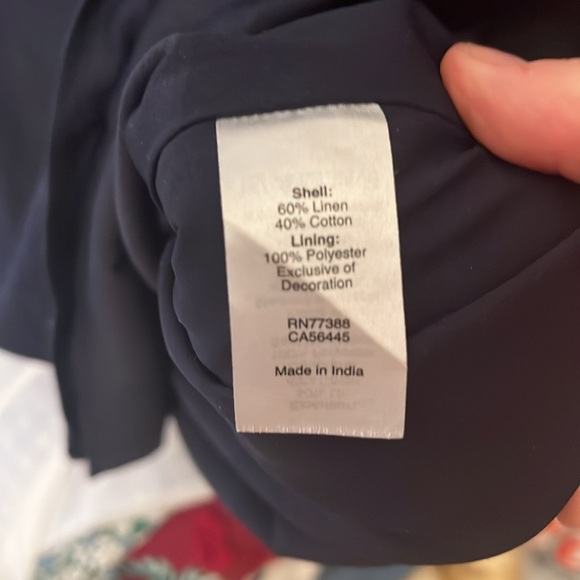 Shell:
60% Linen
40% Cotton
Lining:
100% Polyester
Exclusive of
Decoration
RN77388
CA56445
Made in India